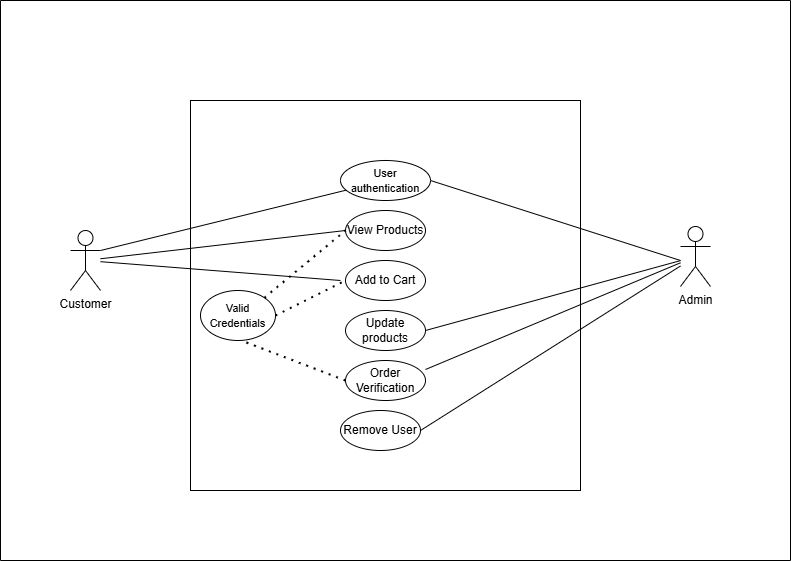 User
authentication
View Products
Add to Cart
Customer
Valid
Credentials
Admin
Update
products
Order
Verification
Remove User